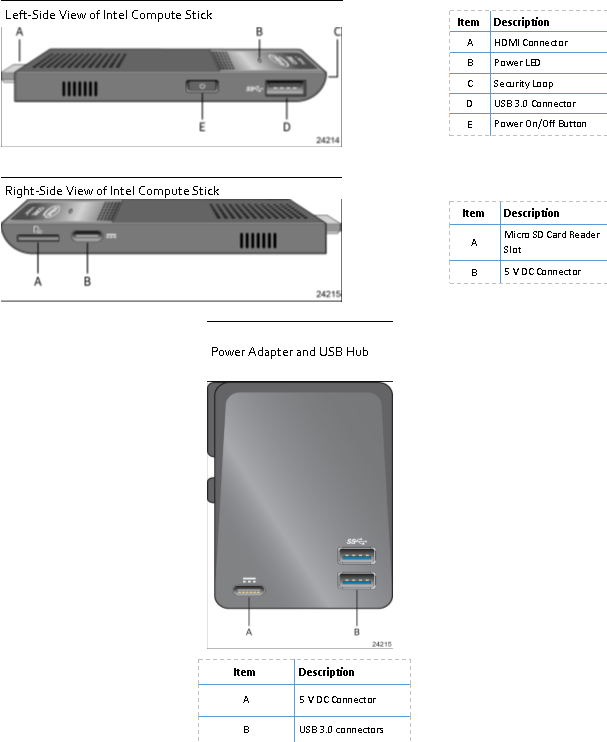 Left-Side View of Intel Compute Stick
A
B
C
E
D
24214
Item Description
A HDMI Connector
B Power LED
C Security Loop
D USB 3.0 Connector
E Power On/Off Button
Right-Side View of Intel Compute Stick
A
B
24215
Item Description
A Micro SD Card Reader
Slot
B 5 V DC Connector
Power Adapter and USB Hub
A
B
24215
Item Description
A 5 V DC Connector
B USB 3.0 connectors